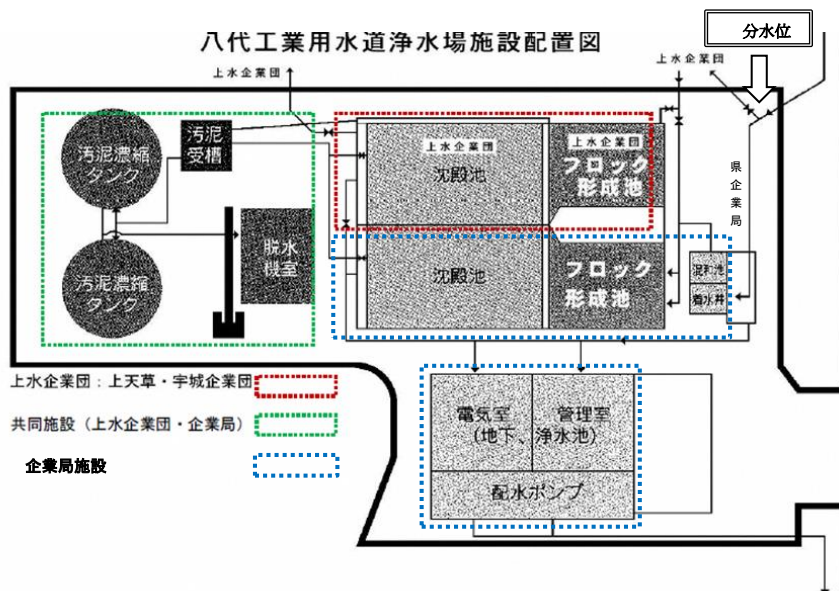 分水位
八代工業用水道浄水場施設配置図
上水企業団
上水企業団
汚泥濃縮
タンク
汚泥
受槽
上水企業団
沈殿池
上水企業団
フロック
形成池
県企業局
脱水
機室
汚泥濃縮
タンク
沈殿池
フロック
形成池
混和池
着水井
上水企業団：上天草・宇城企業団
共同施設（上水企業団・企業局）
企業局施設
電気室
管理室
（地下、浄水池）
配水ポンプ